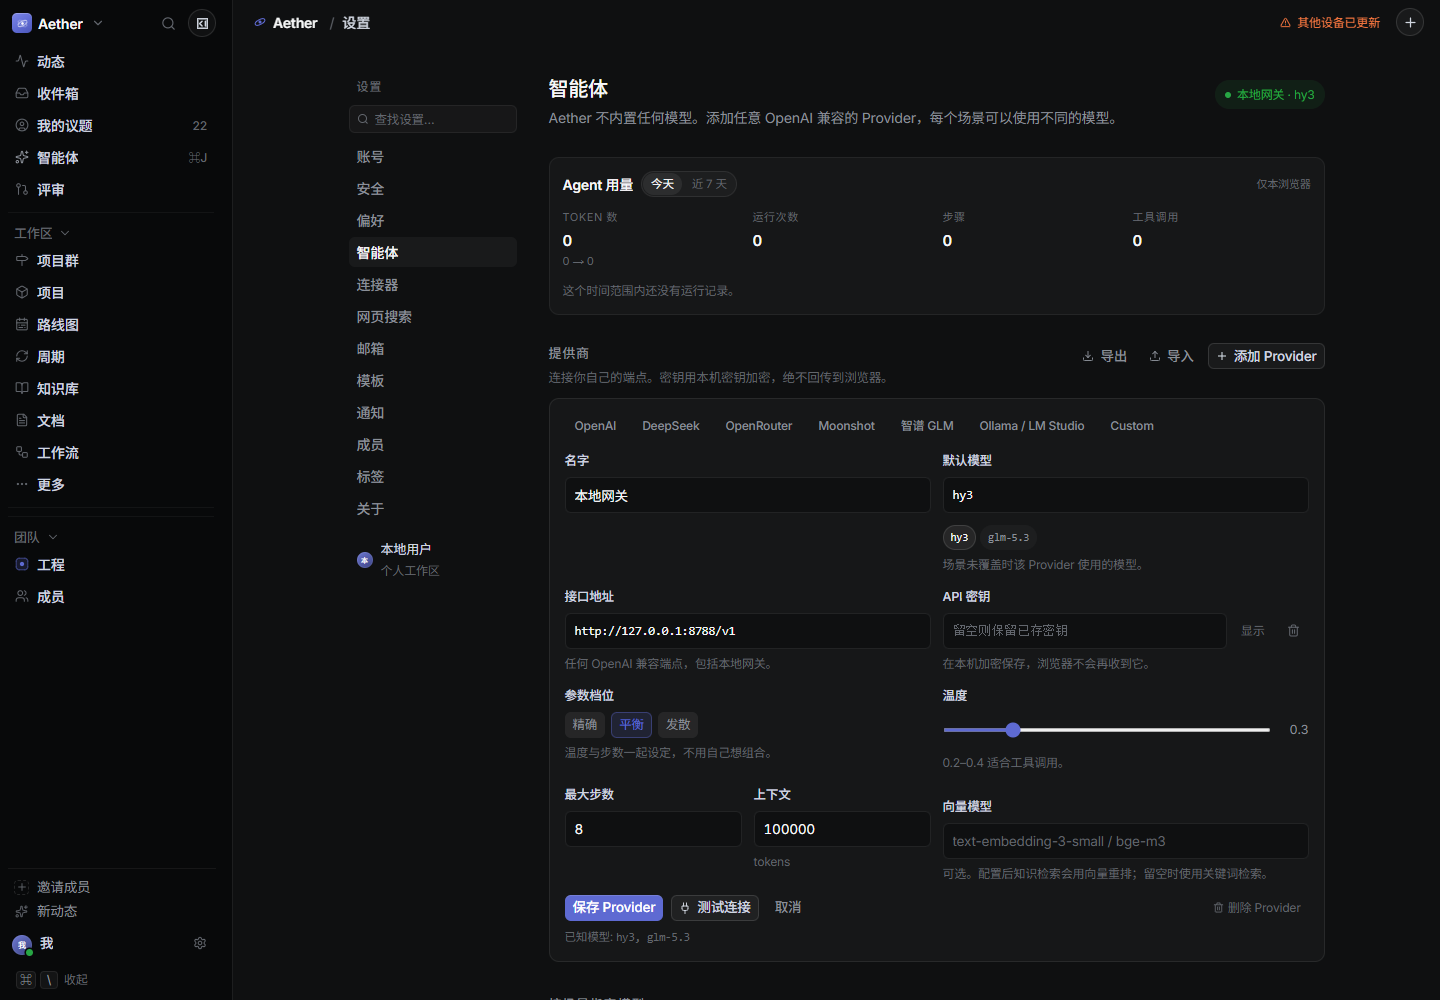 Aether
动态
收件箱
我的议题 22
智能体 ⌘J
评审
工作区
项目群
项目
路线图
周期
知识库
文档
工作流
更多
团队
工程
成员
邀请成员
新动态
我 我
⌘ \ 收起
Aether / 设置
其他设备已更新
设置
查找设置...
账号
安全
偏好
智能体
连接器
网页搜索
邮箱
模板
通知
成员
标签
关于
本 本地用户
个人工作区
智能体
本地网关 · hy3
Aether 不内置任何模型。添加任意 OpenAI 兼容的 Provider，每个场景可以使用不同的模型。
Agent 用量 今天 近 7 天 仅本浏览器
TOKEN 数 运行次数 步骤 工具调用
0 0 0 0
0 → 0
这个时间范围内还没有运行记录。
提供商
导出 导入 + 添加 Provider
连接你自己的端点。密钥用本机密钥加密，绝不回传到浏览器。
OpenAI DeepSeek OpenRouter Moonshot 智谱 GLM Ollama / LM Studio Custom
名字 默认模型
本地网关 hy3
hy3 glm-5.3
场景未覆盖时该 Provider 使用的模型。
接口地址 API 密钥
http://127.0.0.1:8788/v1 留空则保留已存密钥 显示
任何 OpenAI 兼容端点，包括本地网关。 在本机加密保存，浏览器不会再收到它。
参数档位 温度
精确 平衡 发散 0.3
温度与步数一起设定，不用自己想组合。 0.2–0.4 适合工具调用。
最大步数 上下文 向量模型
8 100000 text-embedding-3-small / bge-m3
tokens 可选。配置后知识检索会用向量重排；留空时使用关键词检索。
保存 Provider 测试连接 取消 删除 Provider
已知模型: hy3, glm-5.3